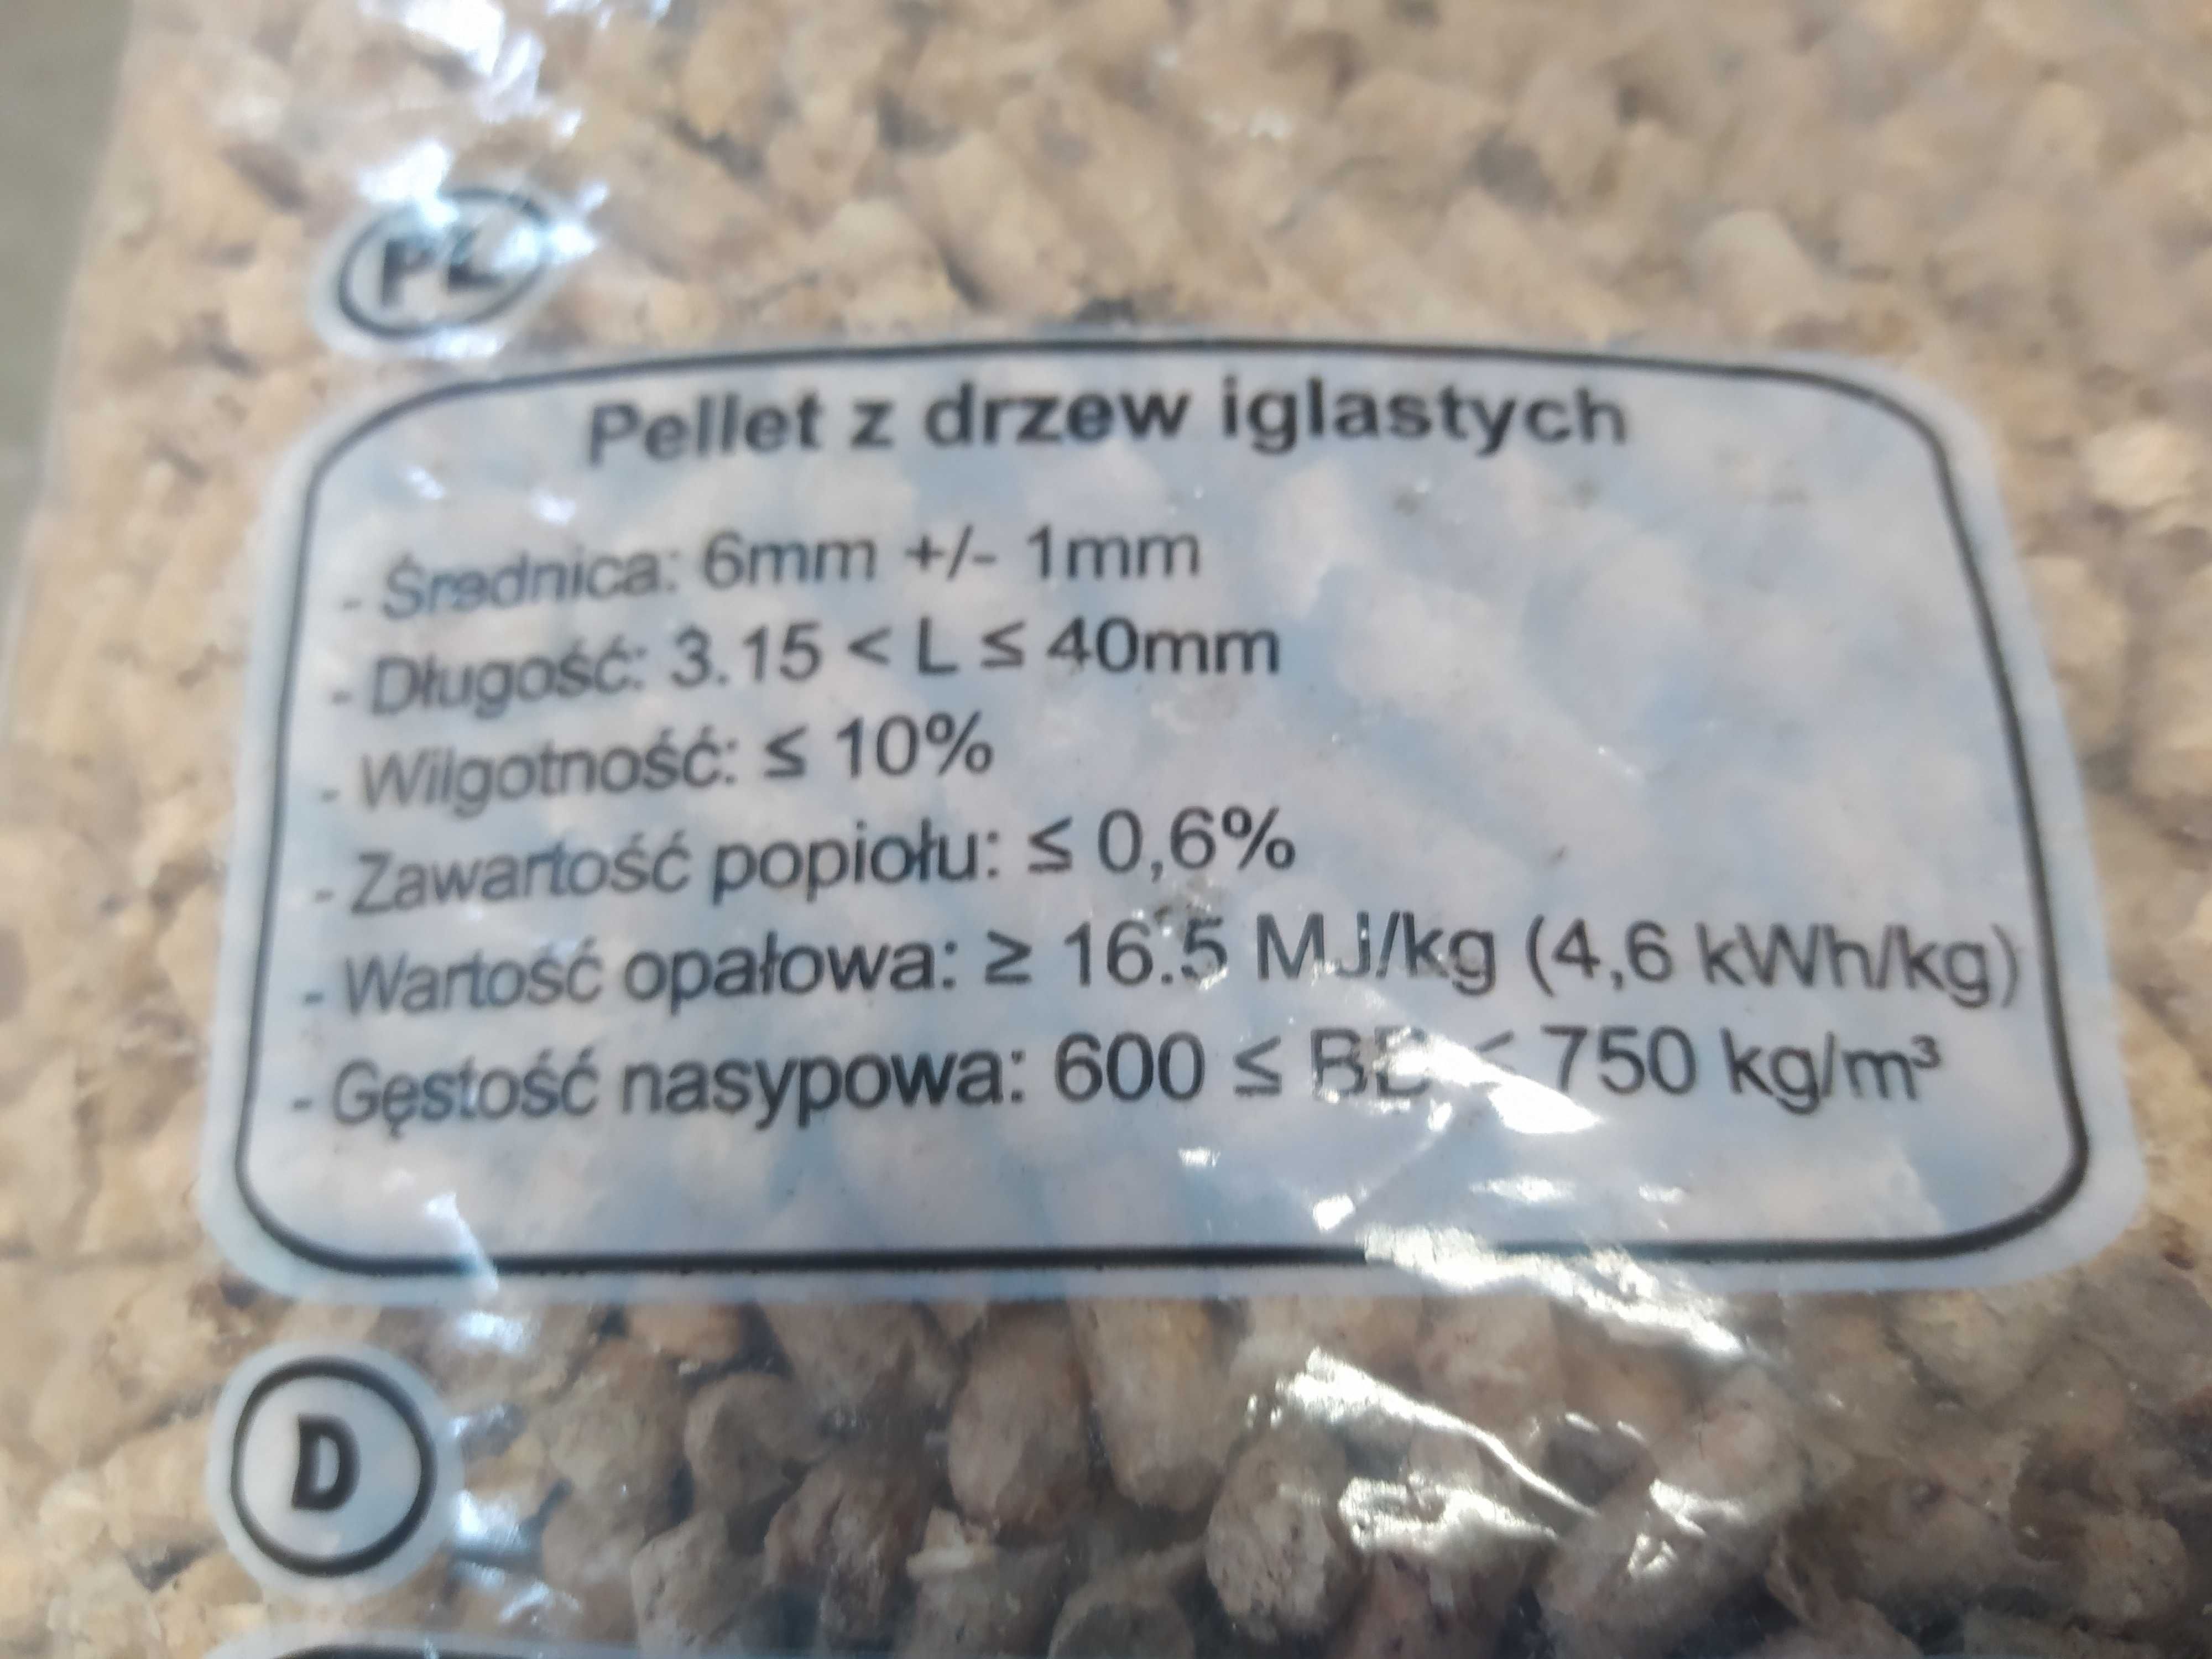 PL
Pellet z drzew iglastych
- Średnica: 6mm +/- 1mm
- Długość: 3.15 < L ≤ 40mm
- Wilgotność: ≤ 10%
- Zawartość popiołu: ≤ 0,6%
- Wartość opałowa: ≥ 16.5 MJ/kg (4,6 kWh/kg)
- Gęstość nasypowa: 600 ≤ 750 kg/m³
D